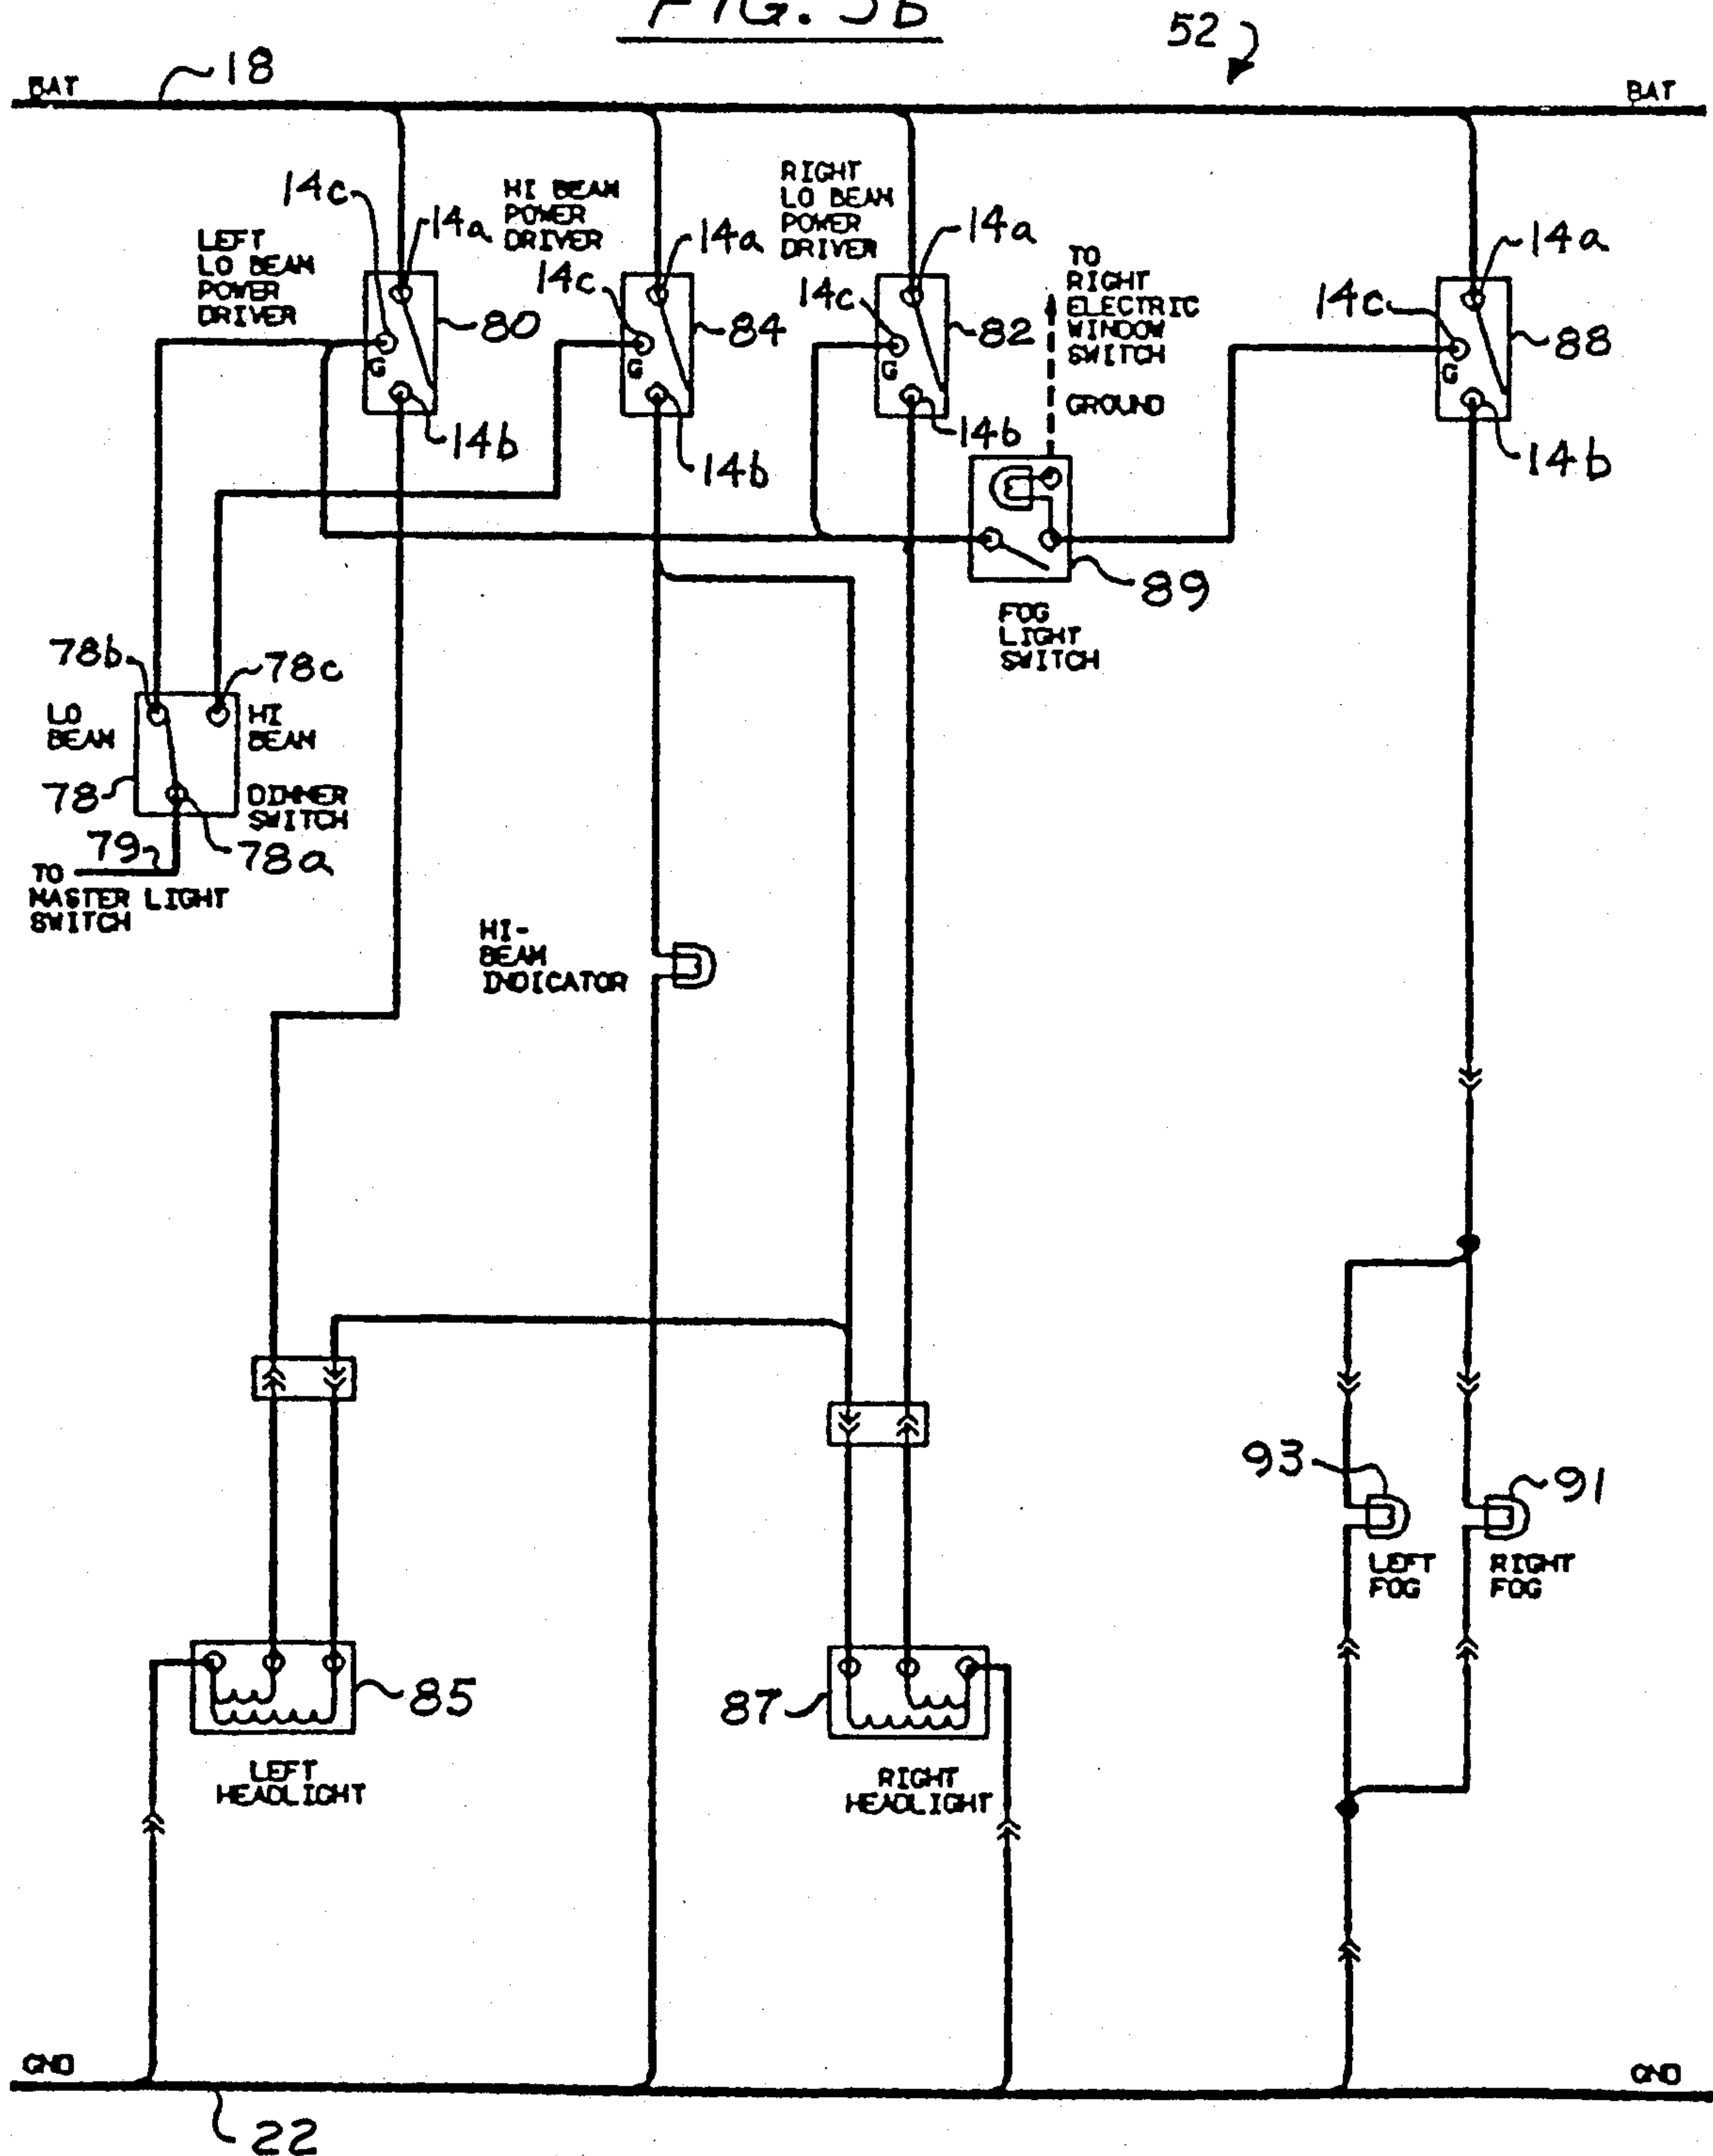 FIG. 5B
52
18
BAT
BAT
14c
14a
HI BEAM
POWER
DRIVER
RIGHT
LO BEAM
POWER
DRIVER
LEFT
LO BEAM
POWER
DRIVER
14c
14a
14c
14a
TO
RIGHT
ELECTRIC
WINDOW
SWITCH
GROUND
14c
14a
80
84
82
88
G
G
G
G
14b
14b
14b
14b
89
FOG
LIGHT
SWITCH
78b
78c
LO
BEAM
HI
BEAM
78
DIMMER
SWITCH
79
78a
TO
MASTER LIGHT
SWITCH
HI-
BEAM
INDICATOR
93
91
LEFT
FOG
RIGHT
FOG
85
87
LEFT
HEADLIGHT
RIGHT
HEADLIGHT
GND
GND
22